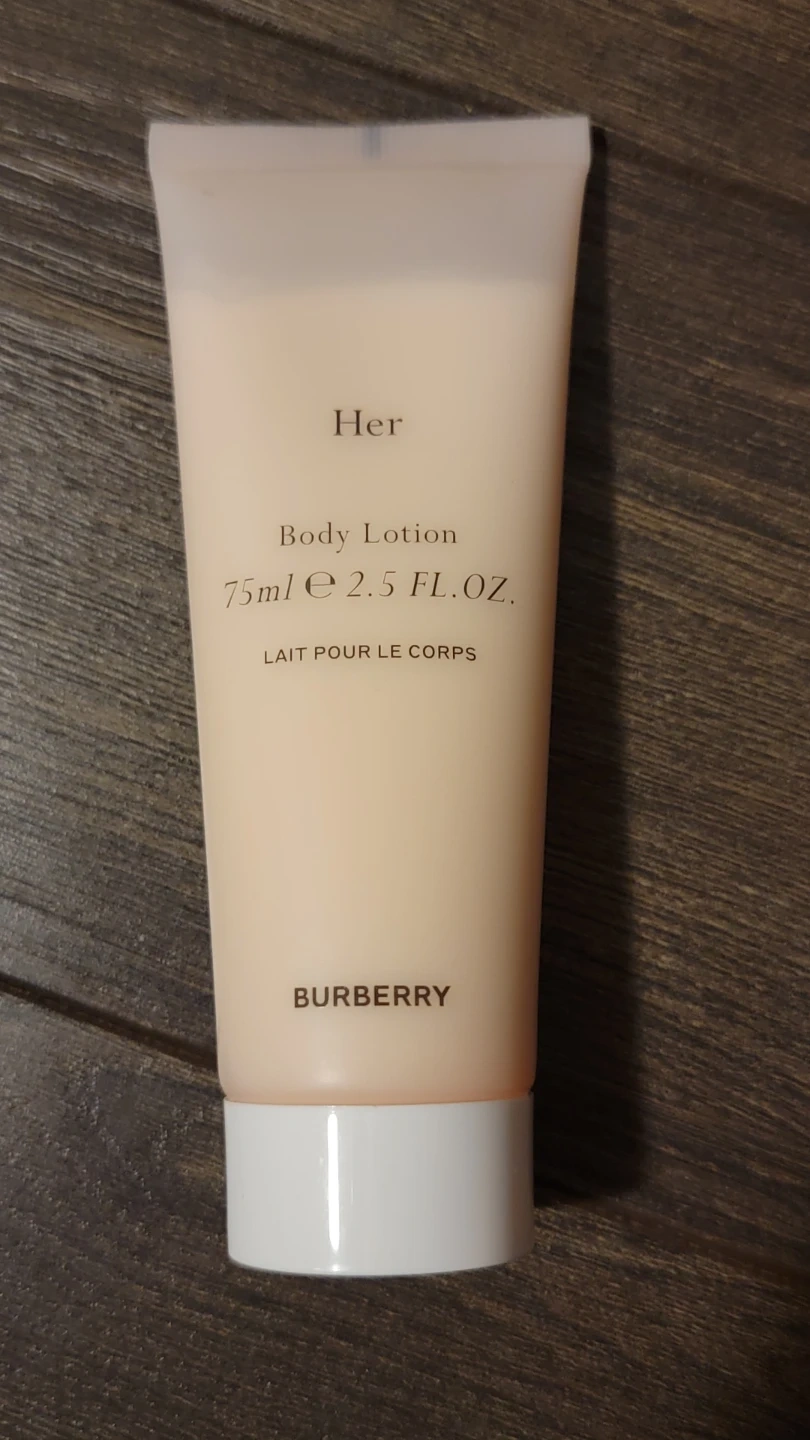 Her
Body Lotion
75ml ℮ 2.5 FL.OZ.
LAIT POUR LE CORPS
BURBERRY